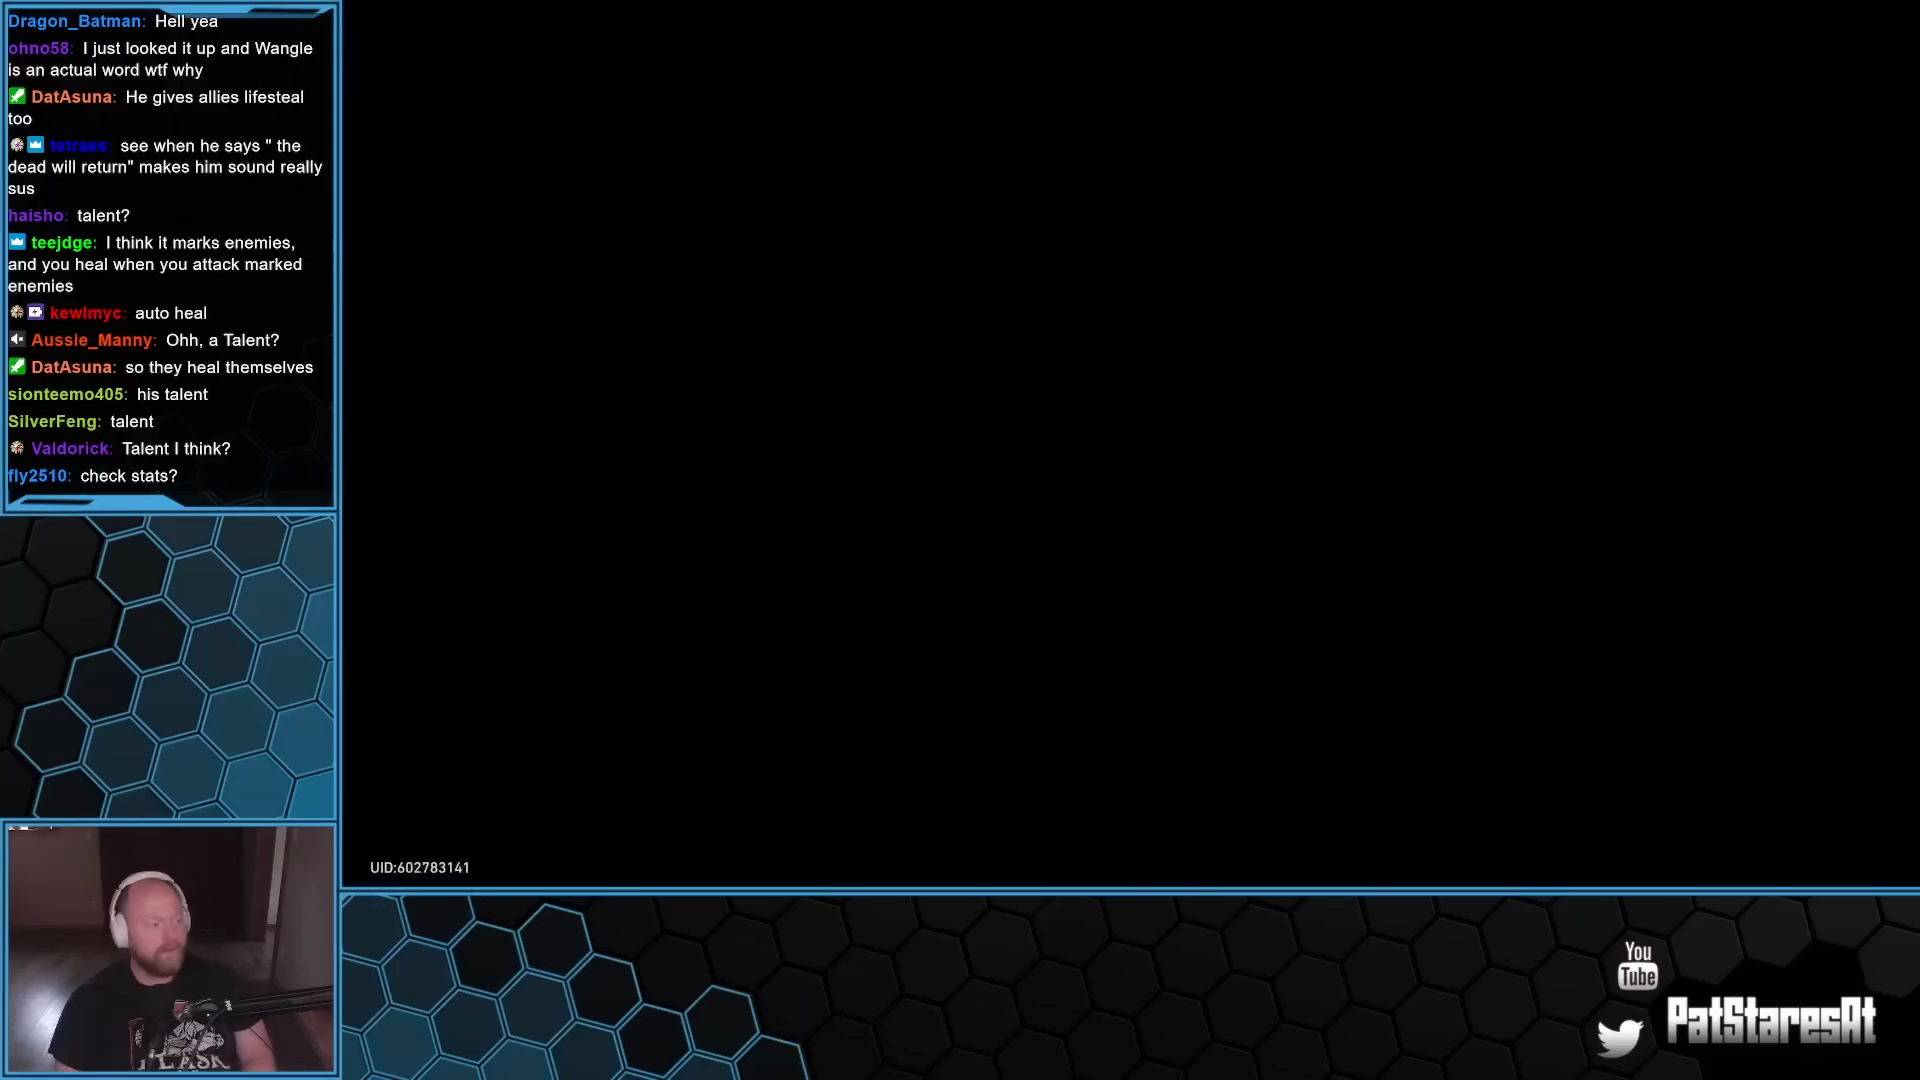 Dragon_Batman: Hell yea
ohno58: I just looked it up and Wangle
is an actual word wtf why
DatAsuna: He gives allies lifesteal
too
tetraes: see when he says " the
dead will return" makes him sound really
sus
haisho: talent?
teejdge: I think it marks enemies,
and you heal when you attack marked
enemies
kewlmyc: auto heal
Aussie_Manny: Ohh, a Talent?
DatAsuna: so they heal themselves
sionteemo405: his talent
SilverFeng: talent
Valdorick: Talent I think?
fly2510: check stats?
UID:602783141
You
Tube
PatStaresAt